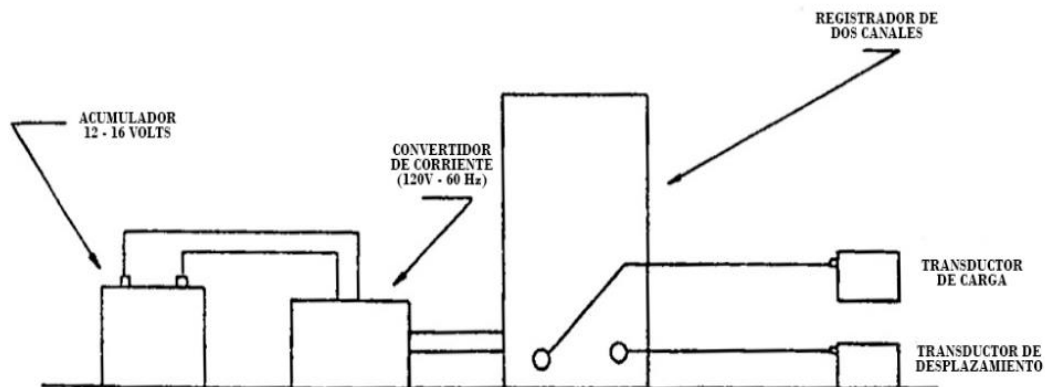 REGISTRADOR DE
DOS CANALES
ACUMULADOR
12 - 16 VOLTS
CONVERTIDOR
DE CORRIENTE
(120V - 60 Hz)
TRANSDUCTOR
DE CARGA
TRANSDUCTOR DE
DESPLAZAMIENTO